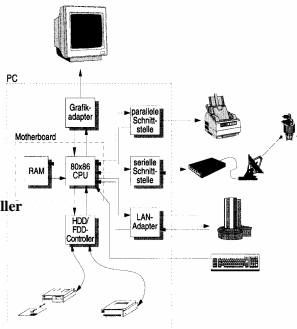 PC
Grafik-
adapter
parallele
Schnitt-
stelle
Motherboard
RAM
80x86
CPU
serielle
Schnitt-
stelle
ller
HDD/
FDD-
Controller
LAN-
Adapter